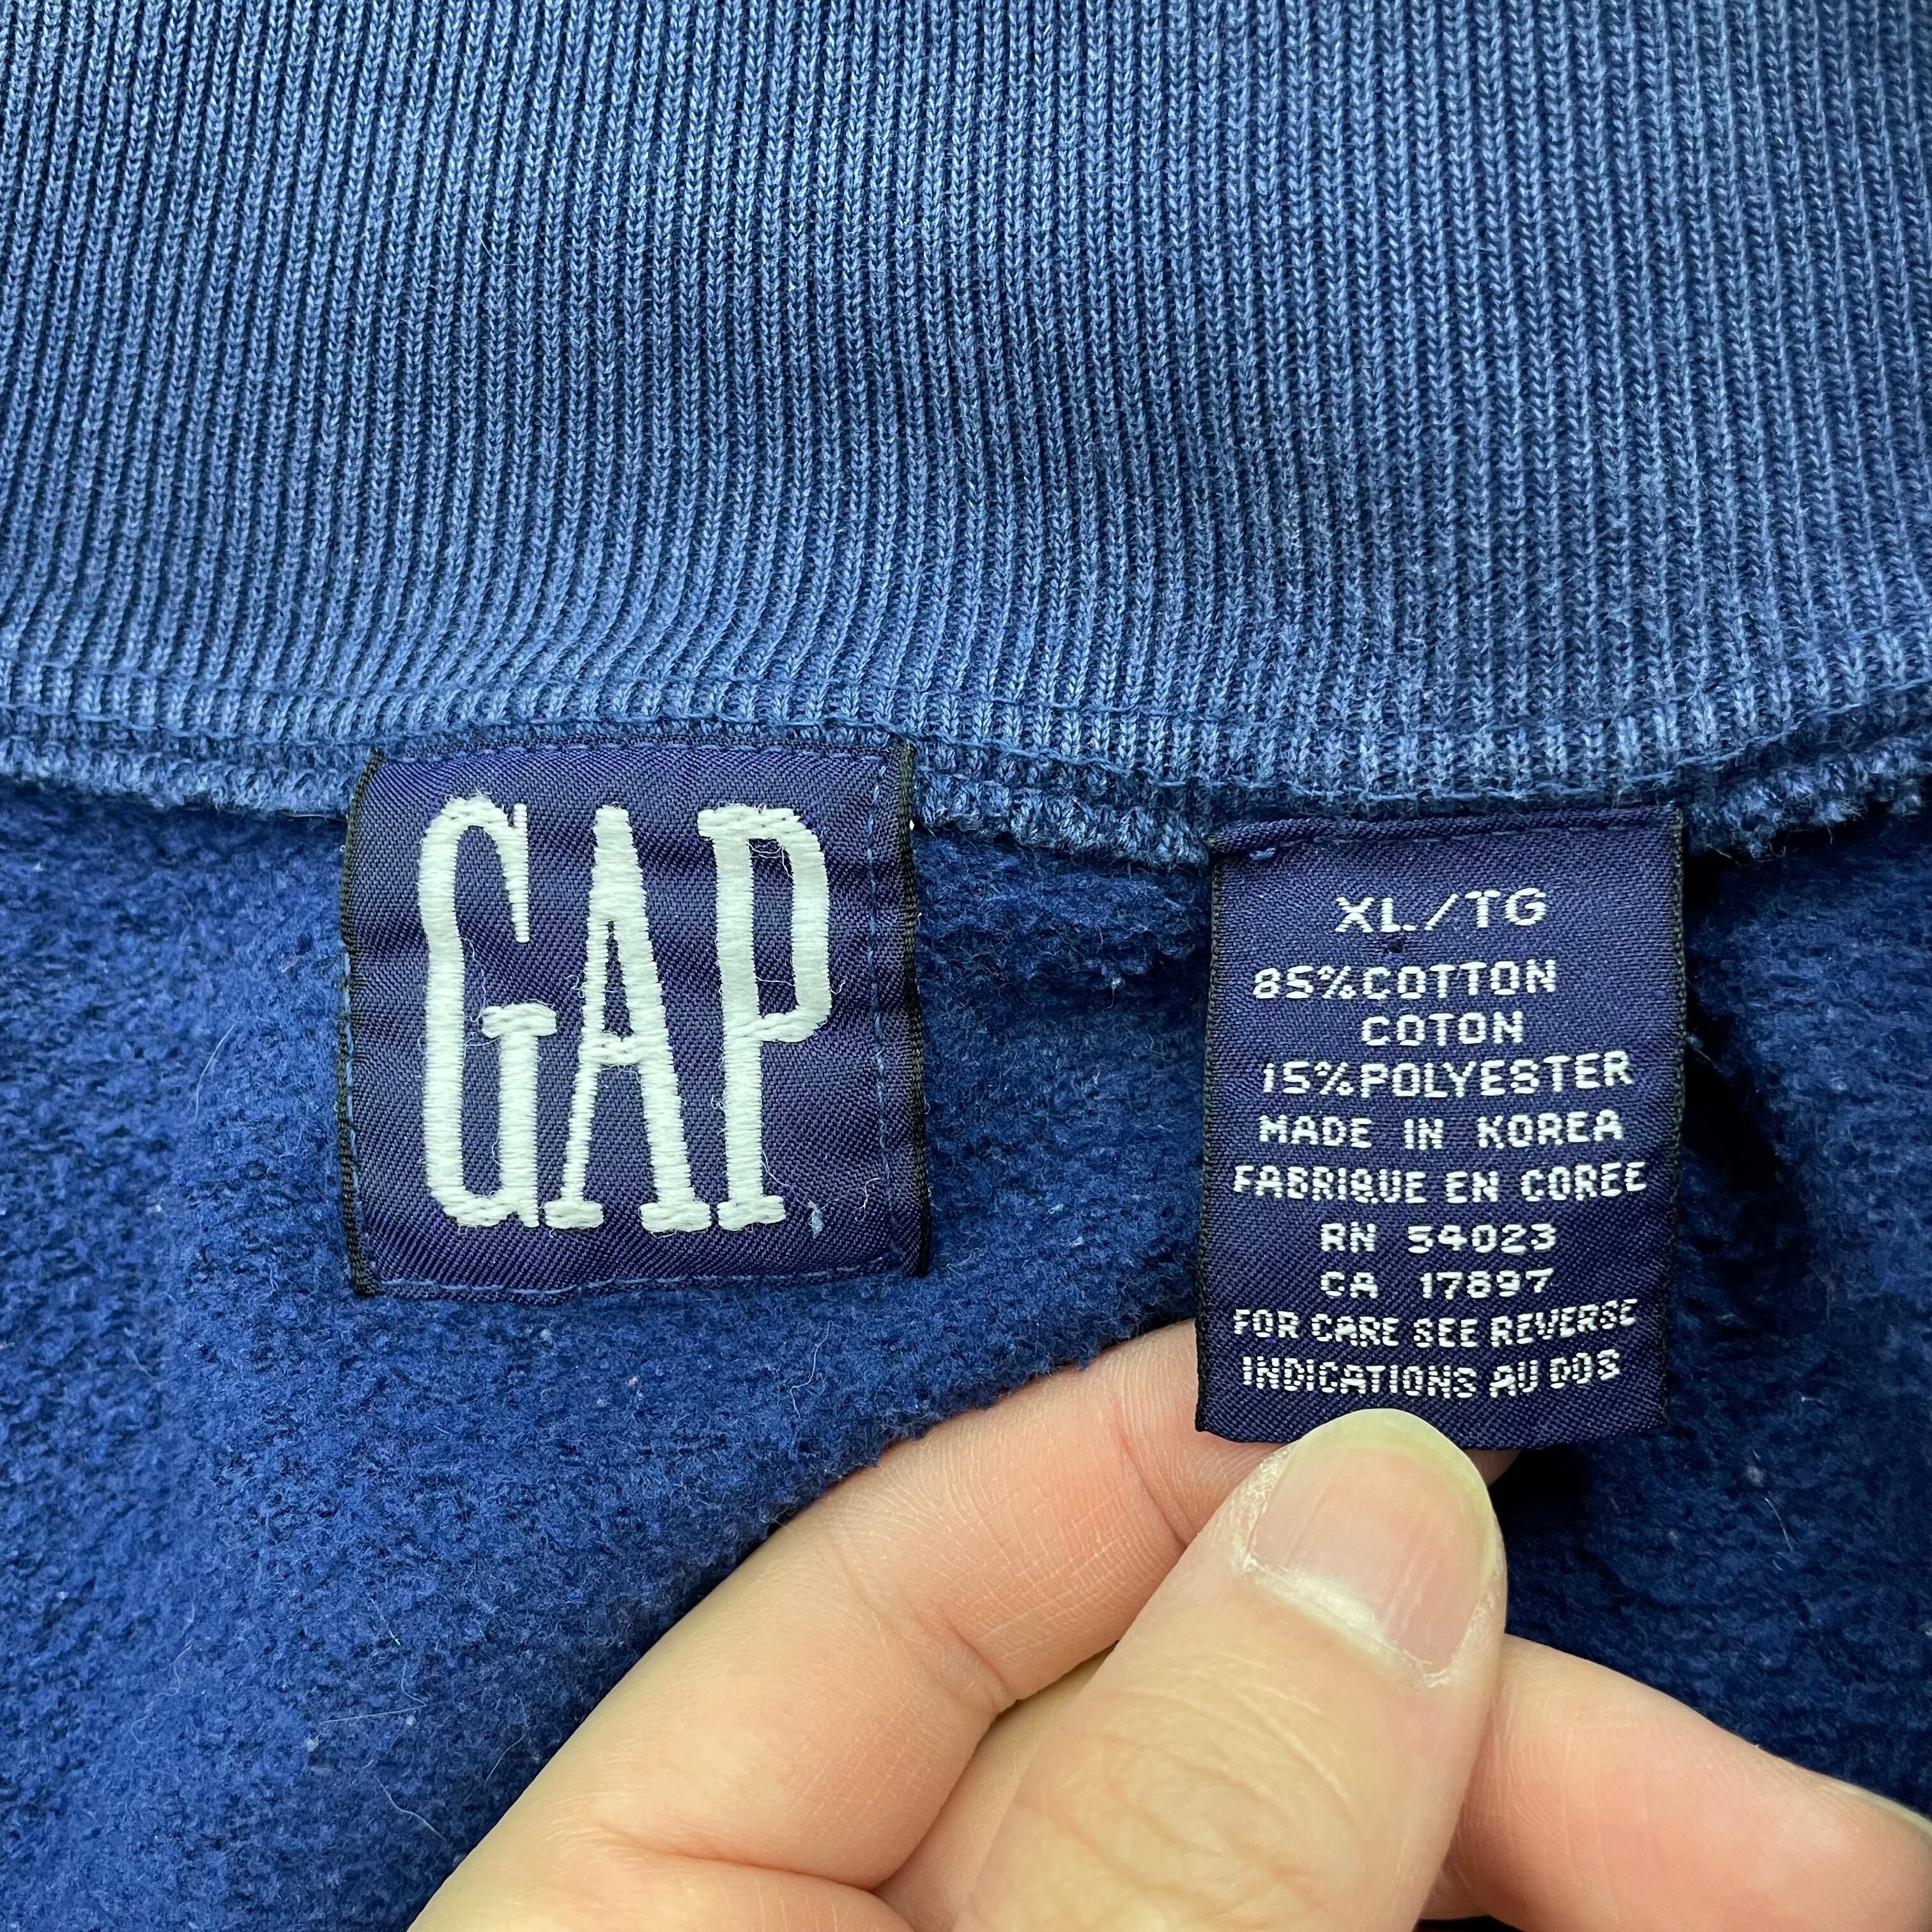 GAP
XL/TG
85%COTTON
COTON
15%POLYESTER
MADE IN KOREA
FABRIQUE EN COREE
RN 54023
CA 17897
FOR CARE SEE REVERSE
INDICATIONS AU DOS